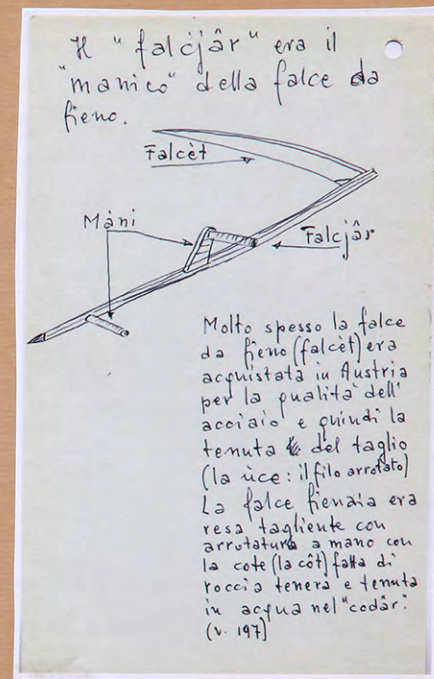 Il "falcjâr" era il
"manico" della falce da
fieno.
Falcèt
Màni
Falcjâr
Molto spesso la falce
da fieno (falcèt) era
acquistata in Austria
per la qualità dell'
acciaio e quindi la
tenuta del taglio
(la ùce: il filo arrotato)
La falce fienaia era
resa tagliente con
arrotatura a mano con
la cote (la côt) fatta di
roccia tenera e tenuta
in acqua nel "codâr".
(v. 197)